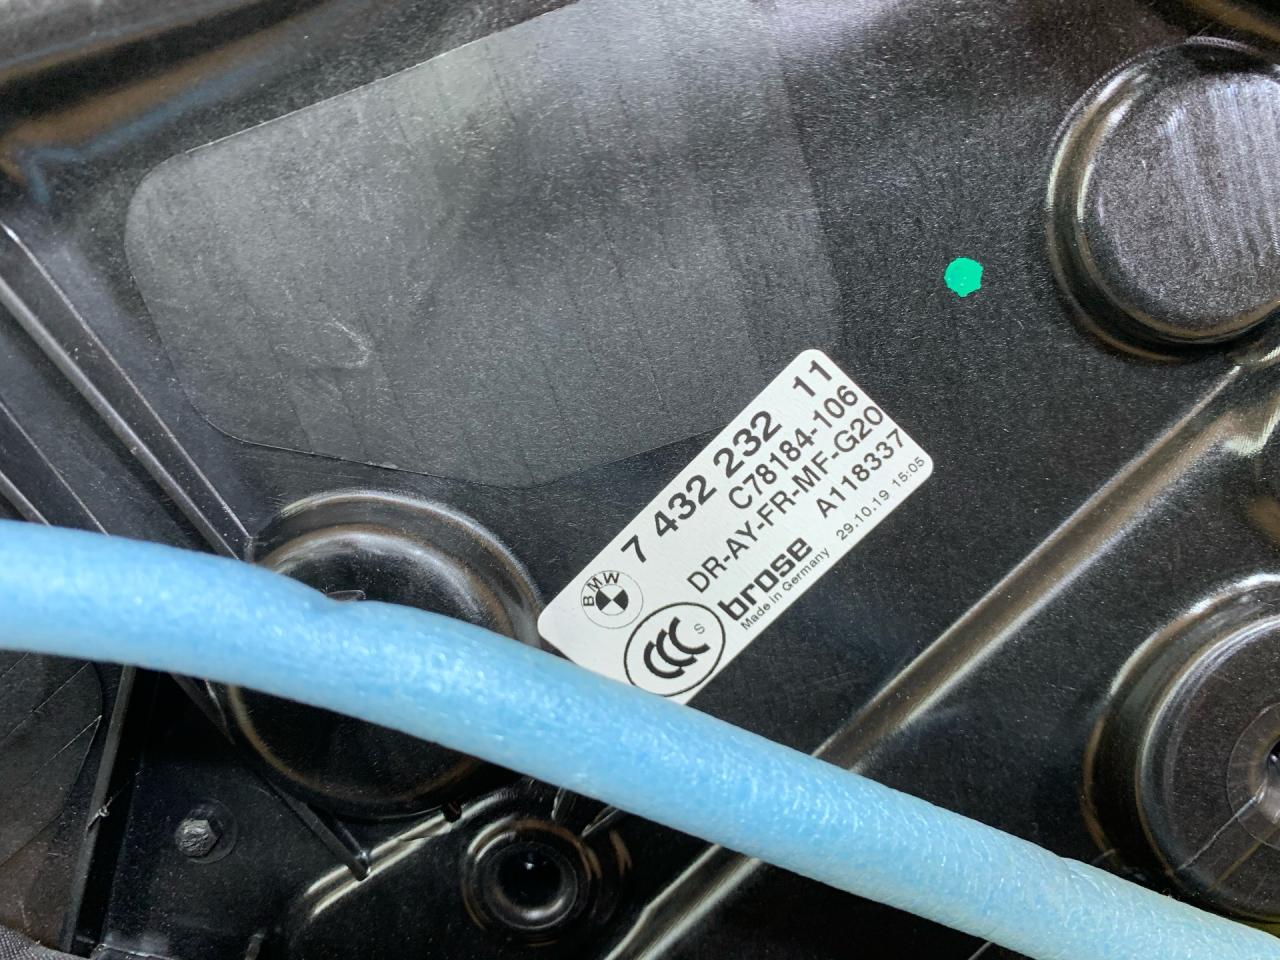 7 432 232 11
C78184-106
DR-AY-FR-MF-G20
A118337
BMW
brose 29.10.19 15:05
Made in Germany
CCC S